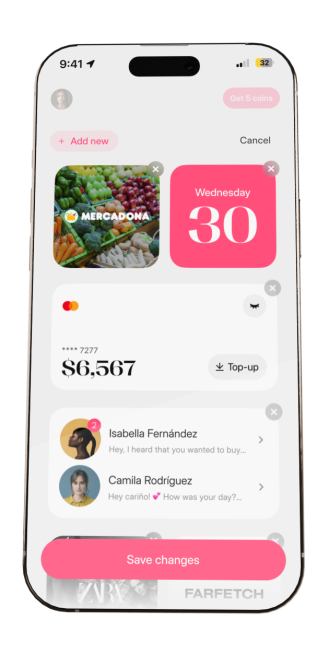 9:41
32
Get 5 coins
+ Add new
Cancel
MERCADONA
Wednesday
30
**** 7277
$6,567
Top-up
2
Isabella Fernández
Hey, I heard that you wanted to buy...
Camila Rodríguez
Hey cariño! 💕 How was your day?...
Save changes
ZARA
FARFETCH